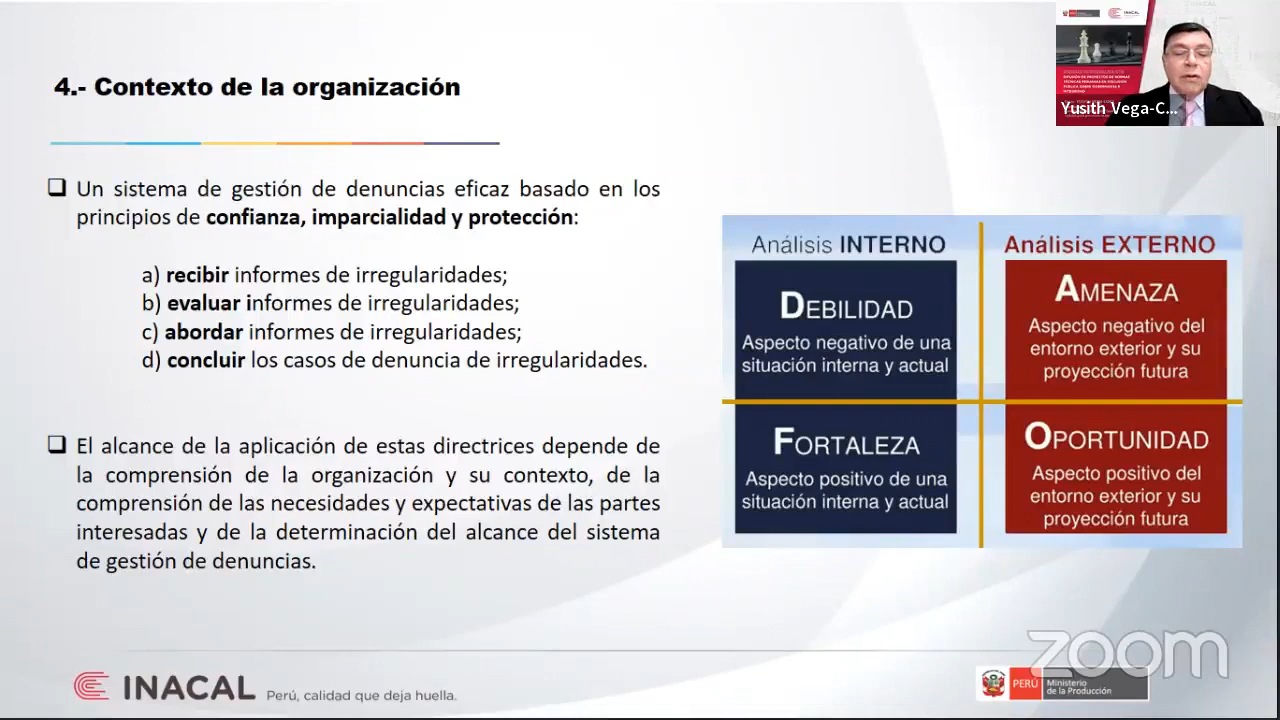 4.- Contexto de la organización
Un sistema de gestión de denuncias eficaz basado en los
principios de confianza, imparcialidad y protección:
a) recibir informes de irregularidades;
b) evaluar informes de irregularidades;
c) abordar informes de irregularidades;
d) concluir los casos de denuncia de irregularidades.
El alcance de la aplicación de estas directrices depende de
la comprensión de la organización y su contexto, de la
comprensión de las necesidades y expectativas de las partes
interesadas y de la determinación del alcance del sistema
de gestión de denuncias.
Análisis INTERNO
DEBILIDAD
Aspecto negativo de una
situación interna y actual
FORTALEZA
Aspecto positivo de una
situación interna y actual
Análisis EXTERNO
AMENAZA
Aspecto negativo del
entorno exterior y su
proyección futura
OPORTUNIDAD
Aspecto positivo del
entorno exterior y su
proyección futura
Yusith Vega-C...
INACAL
Perú, calidad que deja huella.
zoom
PERÚ
Ministerio
de la Producción